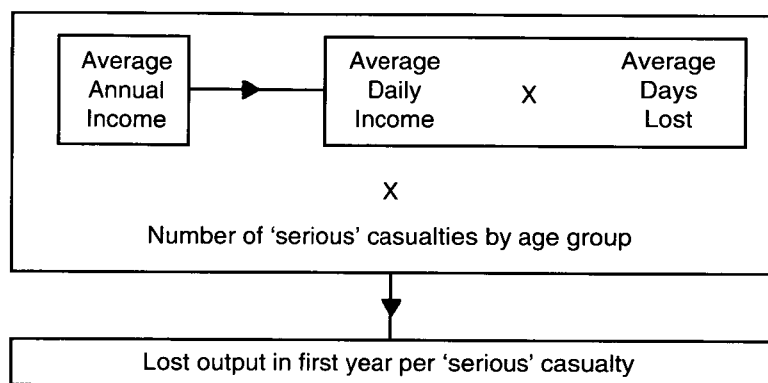 Average
Annual
Income
Average
Daily
Income
X
Average
Days
Lost
X
Number of 'serious' casualties by age group
Lost output in first year per 'serious' casualty